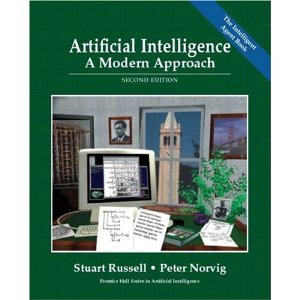 The Intelligent
Agent Book
Artificial Intelligence
A Modern Approach
SECOND EDITION
Stuart Russell • Peter Norvig
Prentice Hall Series in Artificial Intelligence